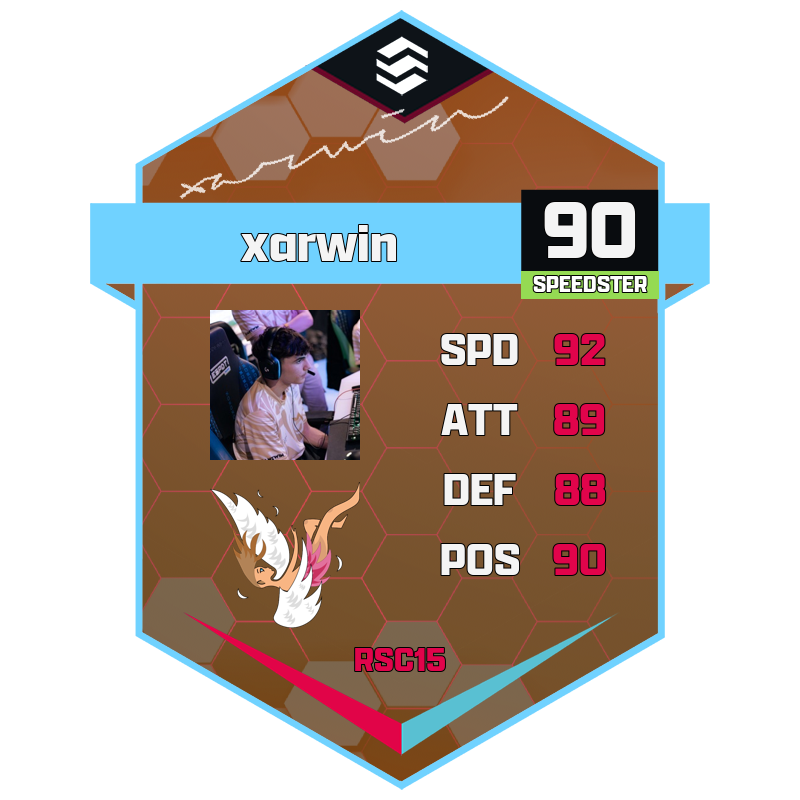 xarwin
xarwin
90
SPEEDSTER
SPD 92
ATT 89
DEF 88
POS 90
RSC15